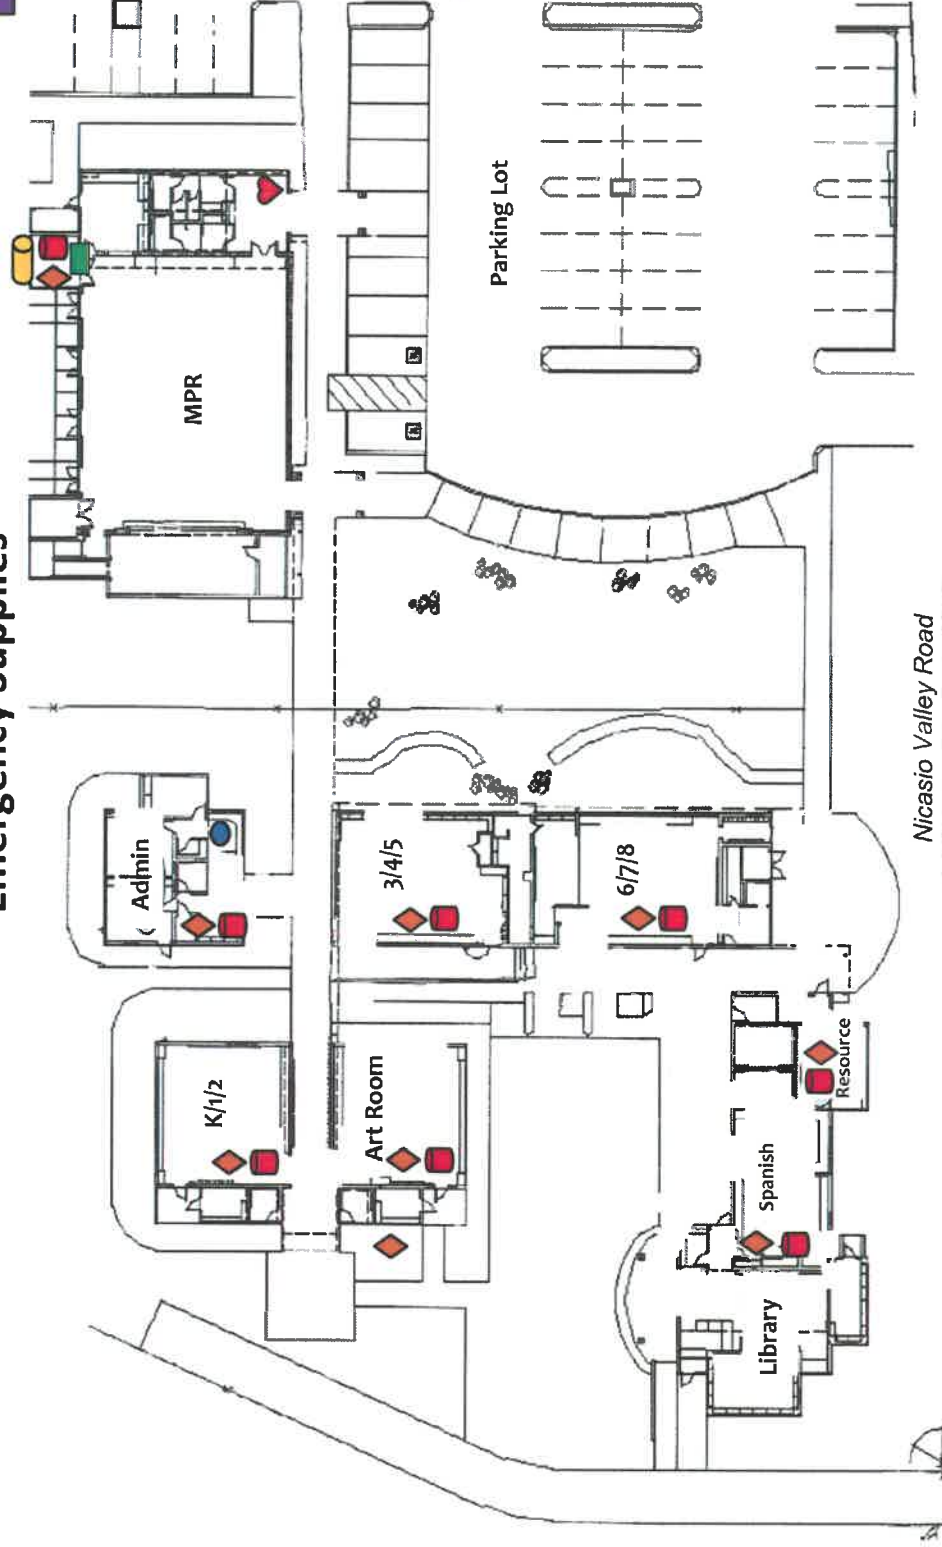 Emergency Supplies
MPR
Parking Lot
Admin
3/4/5
6/7/8
K/1/2
Art Room
Resource
Spanish
Library
Nicasio Valley Road